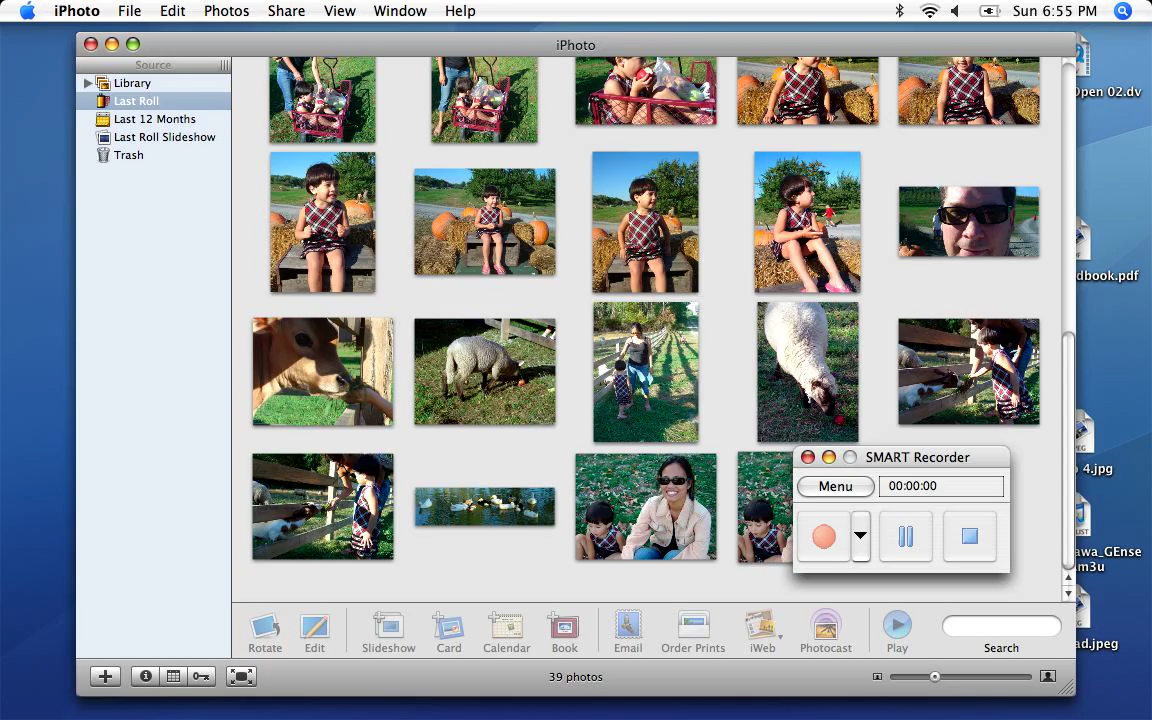 iPhoto File Edit Photos Share View Window Help Sun 6:55 PM
iPhoto
Source
Library
Last Roll
Last 12 Months
Last Roll Slideshow
Trash
Open 02.dv
dbook.pdf
4.jpg
awa_GEnse
m3u
ad.jpeg
SMART Recorder
Menu 00:00:00
Rotate Edit Slideshow Card Calendar Book Email Order Prints iWeb Photocast Play Search
39 photos